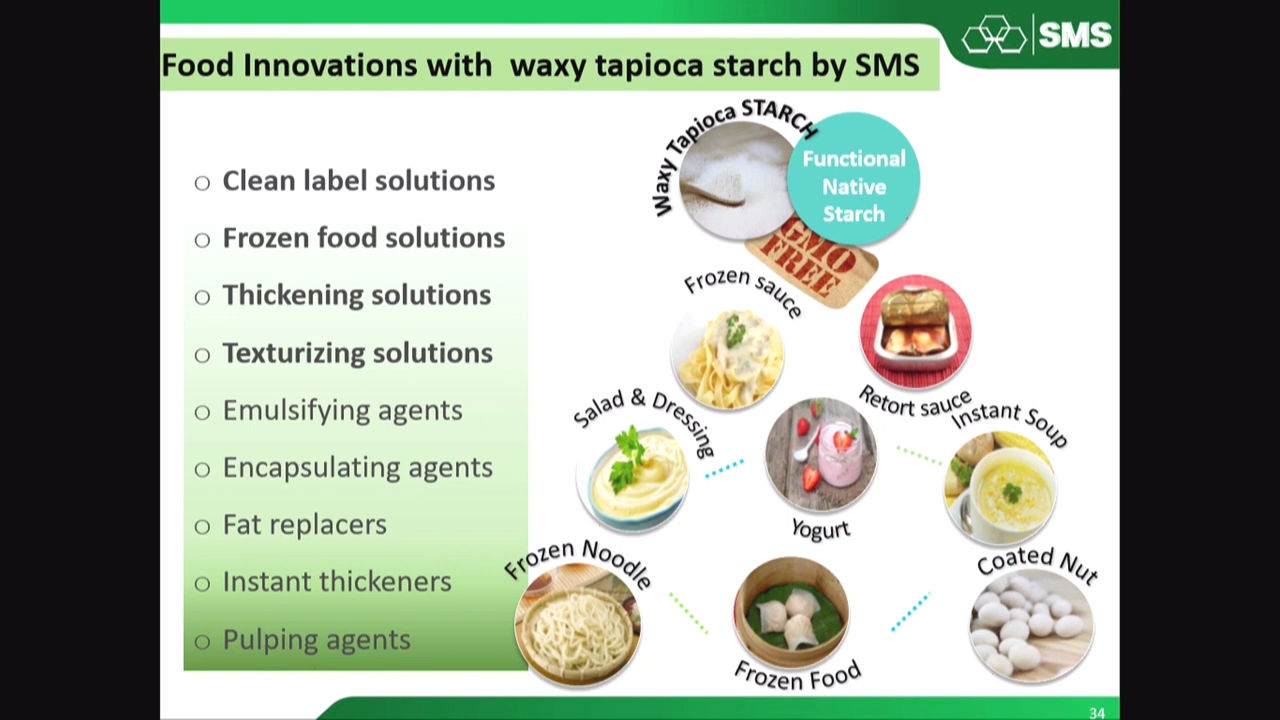 SMS
Food Innovations with waxy tapioca starch by SMS
o Clean label solutions
o Frozen food solutions
o Thickening solutions
o Texturizing solutions
o Emulsifying agents
o Encapsulating agents
o Fat replacers
o Instant thickeners
o Pulping agents
Waxy Tapioca STARCH
Functional
Native
Starch
GMO
FREE
Frozen sauce
Retort sauce
Salad & Dressing
Yogurt
Instant Soup
Frozen Noodle
Frozen Food
Coated Nut
34